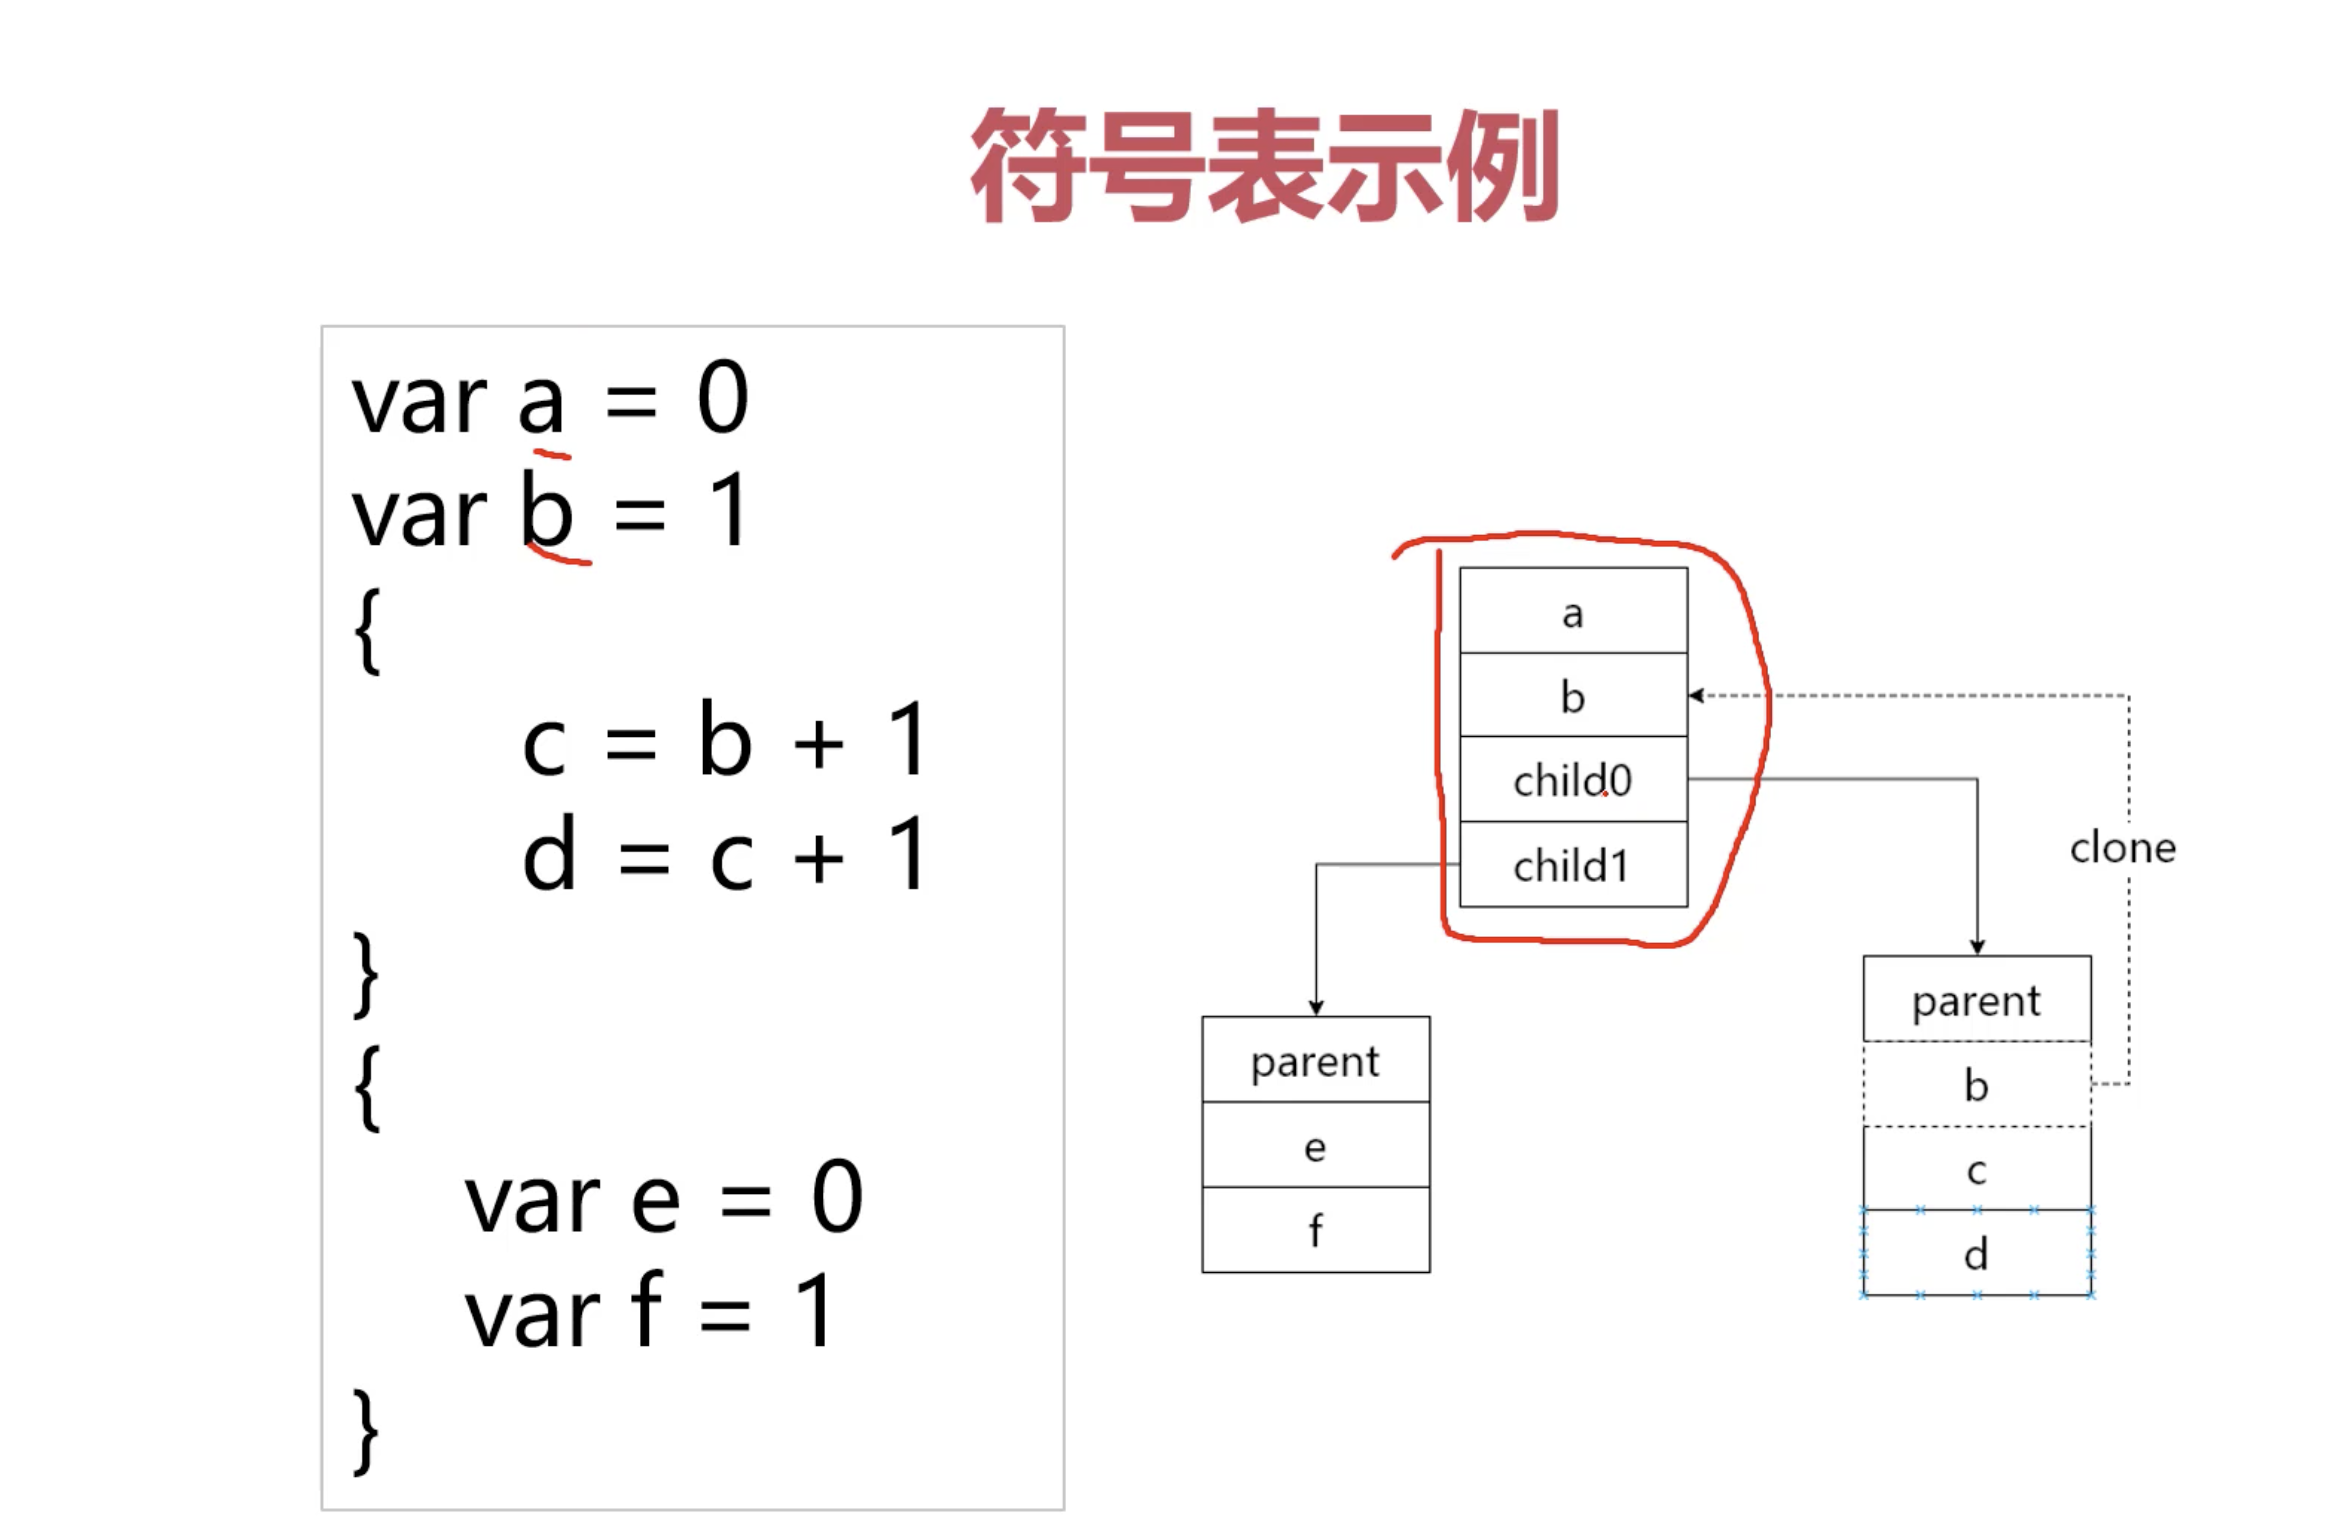 符号表示例
var a = 0
var b = 1
{
c = b + 1
d = c + 1
}
{
var e = 0
var f = 1
}
a
b
child0
child1
clone
parent
e
f
parent
b
c
d